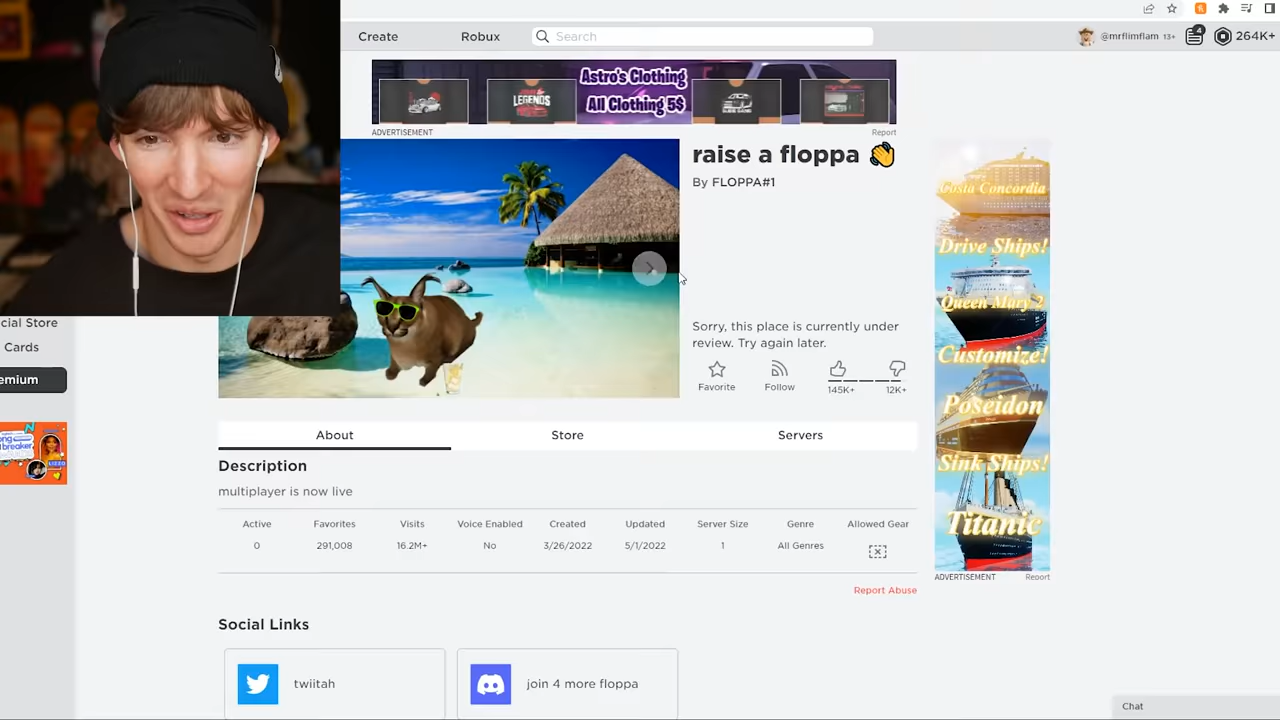 Create
Robux
Search
@mrflimflam 13+
4
264K+
Astro's Clothing
All Clothing 5$
LEGENDS
ADVERTISEMENT
Report
raise a floppa 👋
By FLOPPA#1
Sorry, this place is currently under
review. Try again later.
Favorite
Follow
145K+
12K+
Costa Concordia
Drive Ships!
Queen Mary 2
Customize!
Poseidon
Sink Ships!
Titanic
ADVERTISEMENT
Report
cial Store
Cards
emium
ong
breaker
LIZZO
About
Store
Servers
Description
multiplayer is now live
Active
Favorites
Visits
Voice Enabled
Created
Updated
Server Size
Genre
Allowed Gear
0
291,008
16.2M+
No
3/26/2022
5/1/2022
1
All Genres
Report Abuse
Social Links
twiitah
join 4 more floppa
Chat